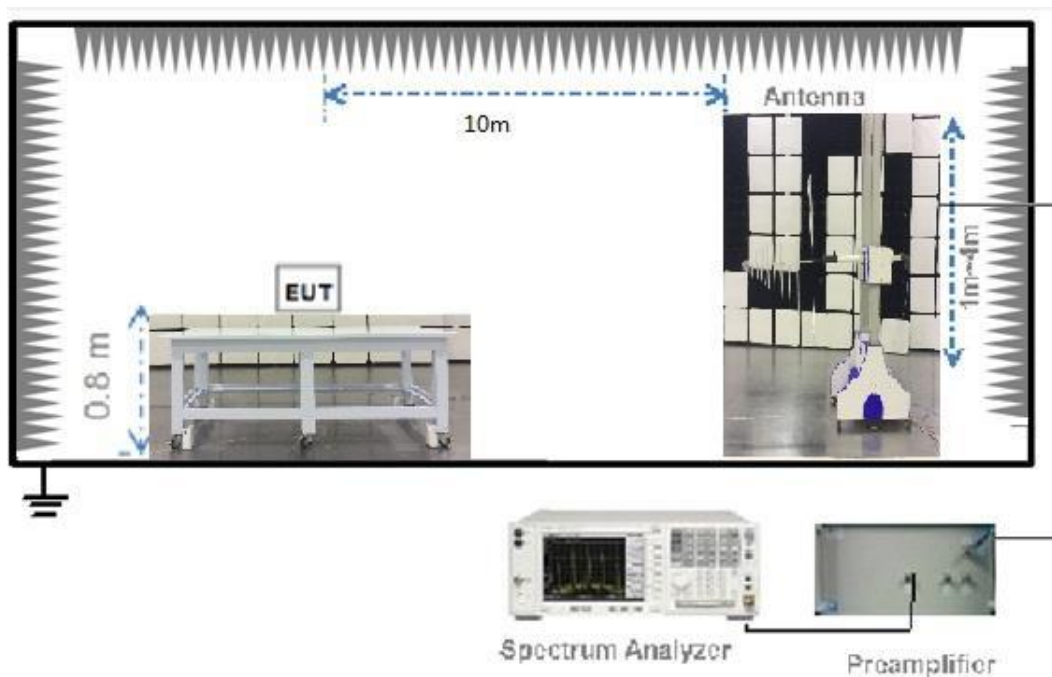 Antenna
10m
EUT
0.8 m
1m~4m
Spectrum Analyzer
Preamplifier